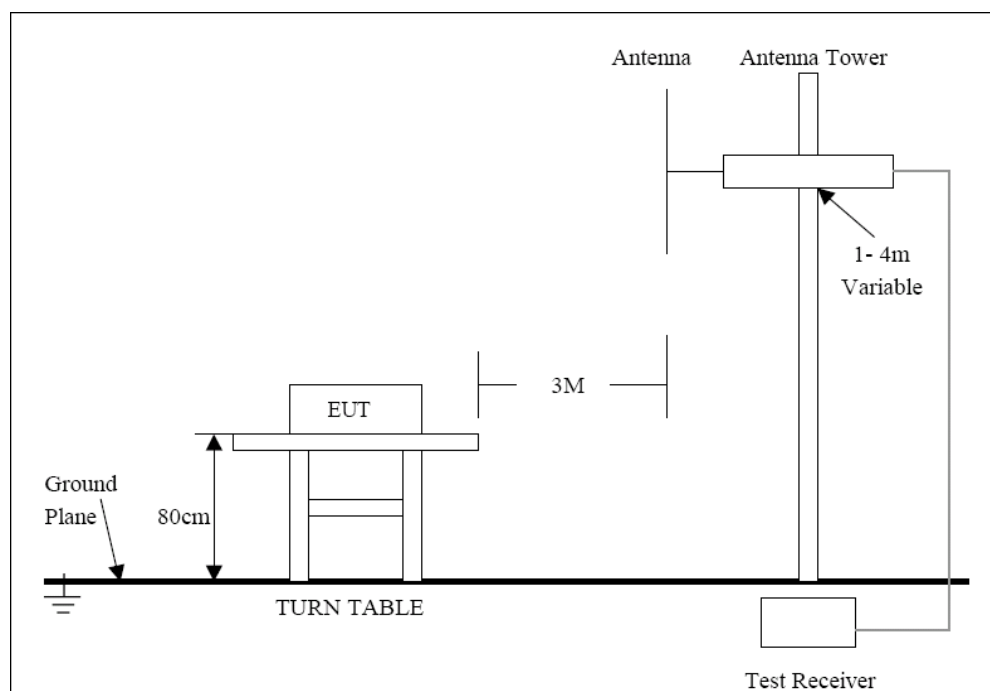 Antenna
Antenna Tower
1- 4m
Variable
3M
EUT
Ground
Plane
80cm
TURN TABLE
Test Receiver